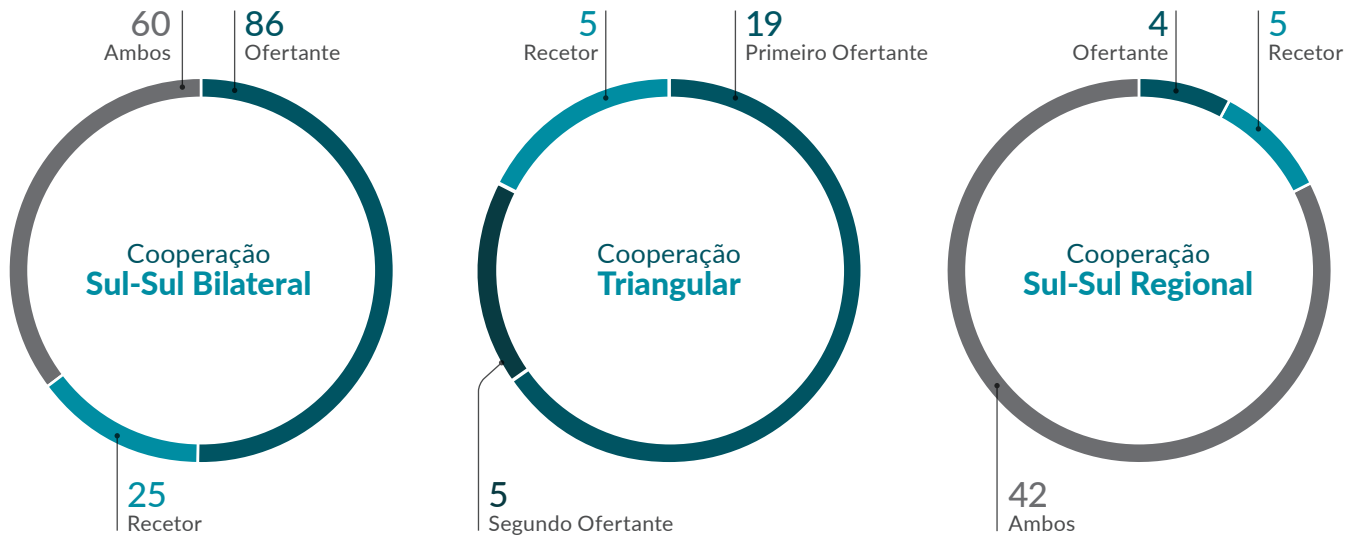 60
Ambos
86
Ofertante
Cooperação
Sul-Sul Bilateral
25
Recetor
5
Recetor
19
Primeiro Ofertante
Cooperação
Triangular
5
Segundo Ofertante
4
Ofertante
5
Recetor
Cooperação
Sul-Sul Regional
42
Ambos